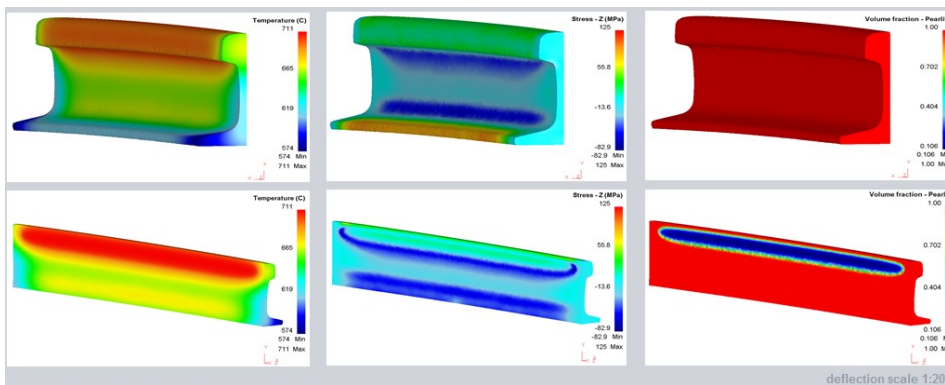 Temperature (C)
711
665
619
574
574 Min
711 Max
Stress - Z (MPa)
125
55.8
-13.6
-82.9
-82.9 Min
125 Max
Volume fraction - Pearli
1.00
0.702
0.404
0.106
0.106 M
1.00 M
Temperature (C)
711
665
619
574
574 Min
711 Max
Stress - Z (MPa)
125
55.8
-13.6
-82.9
-82.9 Min
125 Max
Volume fraction - Pearli
1.00
0.702
0.404
0.106
0.106 M
1.00 M
deflection scale 1:20